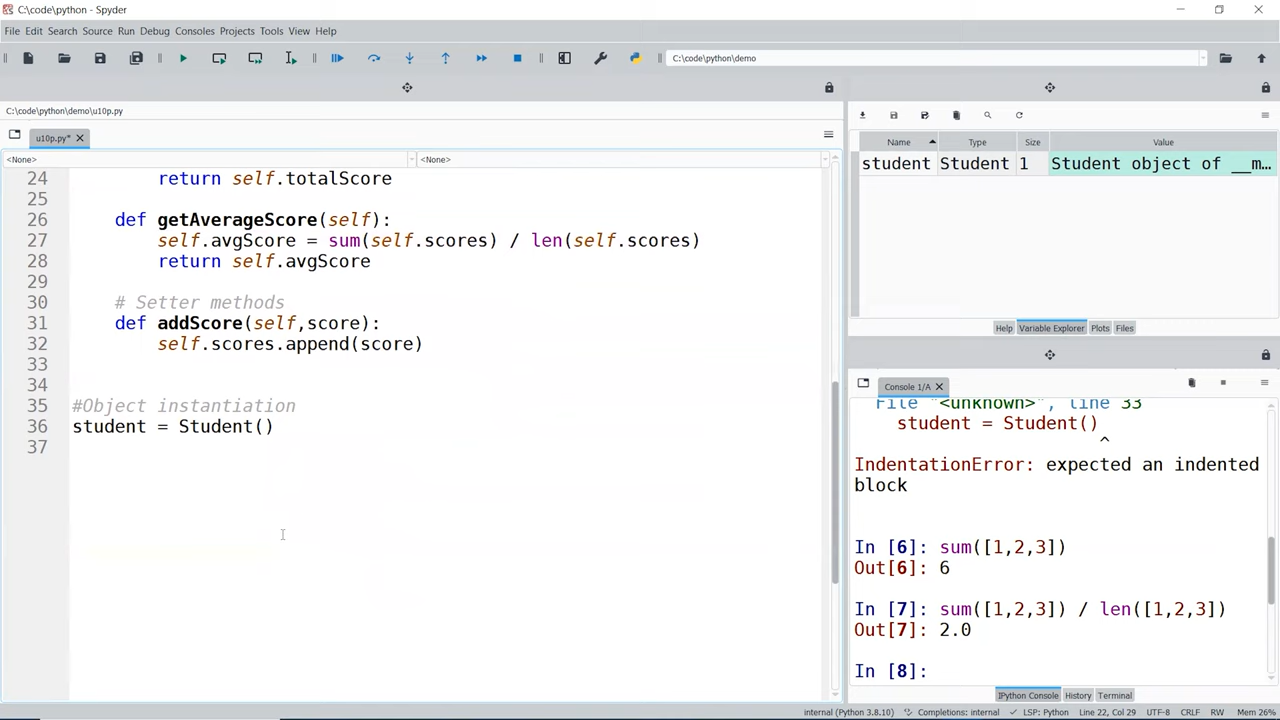 C:\code\python - Spyder
File Edit Search Source Run Debug Consoles Projects Tools View Help
C:\code\python\demo
C:\code\python\demo\u10p.py
u10p.py*
<None> <None>
24 return self.totalScore
25
26 def getAverageScore(self):
27 self.avgScore = sum(self.scores) / len(self.scores)
28 return self.avgScore
29
30 # Setter methods
31 def addScore(self,score):
32 self.scores.append(score)
33
34
35 #Object instantiation
36 student = Student()
37
Name Type Size Value
student Student 1 Student object of __m…
Help Variable Explorer Plots Files
Console 1/A
File "<unknown>", line 33
student = Student()
^
IndentationError: expected an indented
block
In [6]: sum([1,2,3])
Out[6]: 6
In [7]: sum([1,2,3]) / len([1,2,3])
Out[7]: 2.0
In [8]:
IPython Console History Terminal
internal (Python 3.8.10) Completions: internal LSP: Python Line 22, Col 29 UTF-8 CRLF RW Mem 26%